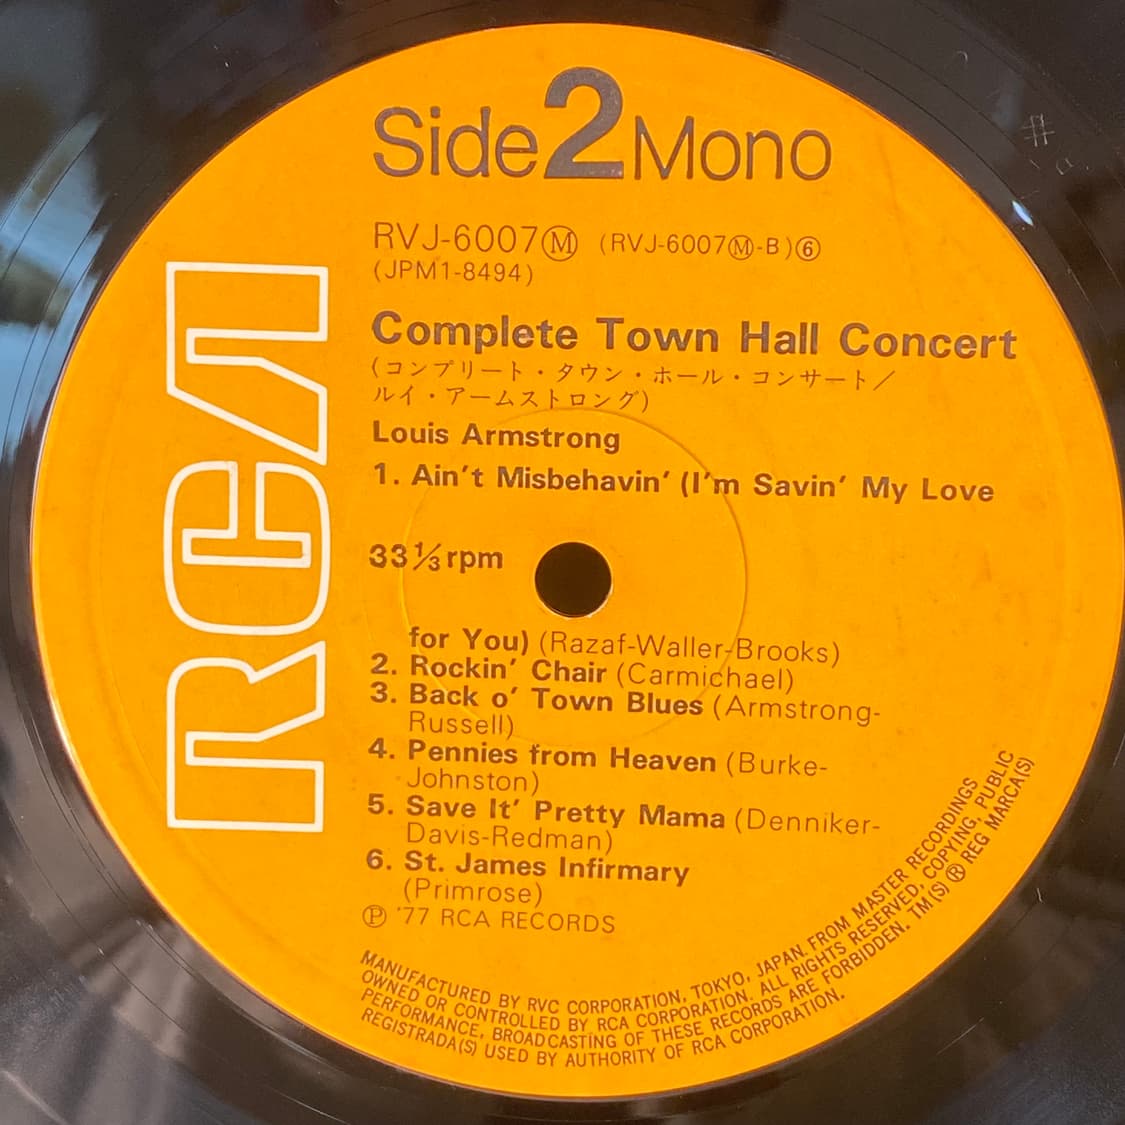 Side 2 Mono
RVJ-6007Ⓜ (RVJ-6007Ⓜ-B)⑥
(JPM1-8494)
Complete Town Hall Concert
(コンプリート・タウン・ホール・コンサート／
ルイ・アームストロング)
Louis Armstrong
1. Ain't Misbehavin' (I'm Savin' My Love
33⅓rpm
for You) (Razaf-Waller-Brooks)
2. Rockin' Chair (Carmichael)
3. Back o' Town Blues (Armstrong-
Russell)
4. Pennies from Heaven (Burke-
Johnston)
5. Save It' Pretty Mama (Denniker-
Davis-Redman)
6. St. James Infirmary
(Primrose)
Ⓟ '77 RCA RECORDS
RCA
MANUFACTURED BY RVC CORPORATION, TOKYO, JAPAN. FROM MASTER RECORDINGS
OWNED OR CONTROLLED BY RCA CORPORATION. ALL RIGHTS RESERVED, COPYING, PUBLIC
PERFORMANCE, BROADCASTING OF THESE RECORDS ARE FORBIDDEN. TM(S) ® REG MARCA(S)
REGISTRADA(S) USED BY AUTHORITY OF RCA CORPORATION.